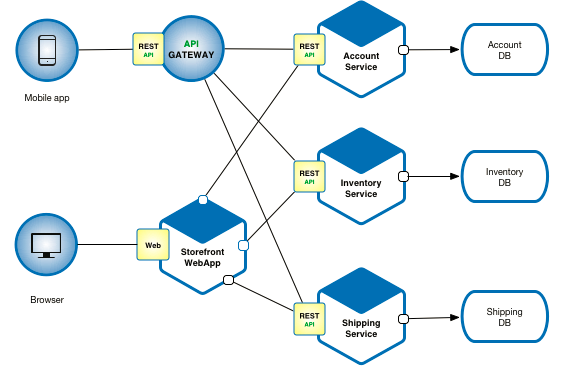 REST
API
API
GATEWAY
Mobile app
REST
API
Account
Service
Account
DB
REST
API
Inventory
Service
Inventory
DB
Web
Storefront
WebApp
Browser
REST
API
Shipping
Service
Shipping
DB